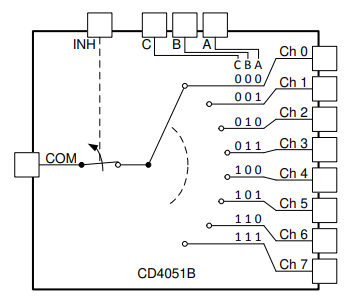 INH C B A
C B A
0 0 0 Ch 0
0 0 1 Ch 1
0 1 0 Ch 2
0 1 1 Ch 3
COM
1 0 0 Ch 4
1 0 1 Ch 5
1 1 0 Ch 6
1 1 1 Ch 7
CD4051B